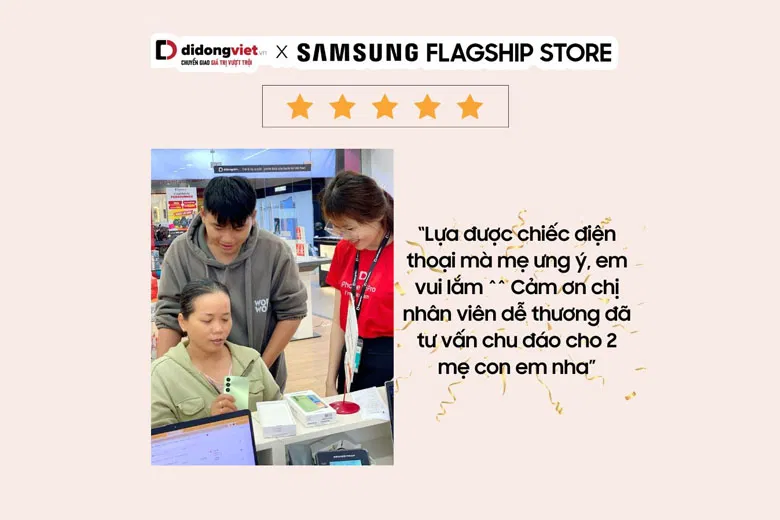 didongviet.vn X SAMSUNG FLAGSHIP STORE
CHUYỂN GIAO GIÁ TRỊ VƯỢT TRỘI
didongviet
“Lựa được chiếc điện
thoại mà mẹ ưng ý, em
vui lắm ^^ Cảm ơn chị
nhân viên dễ thương đã
tư vấn chu đáo cho 2
mẹ con em nha”